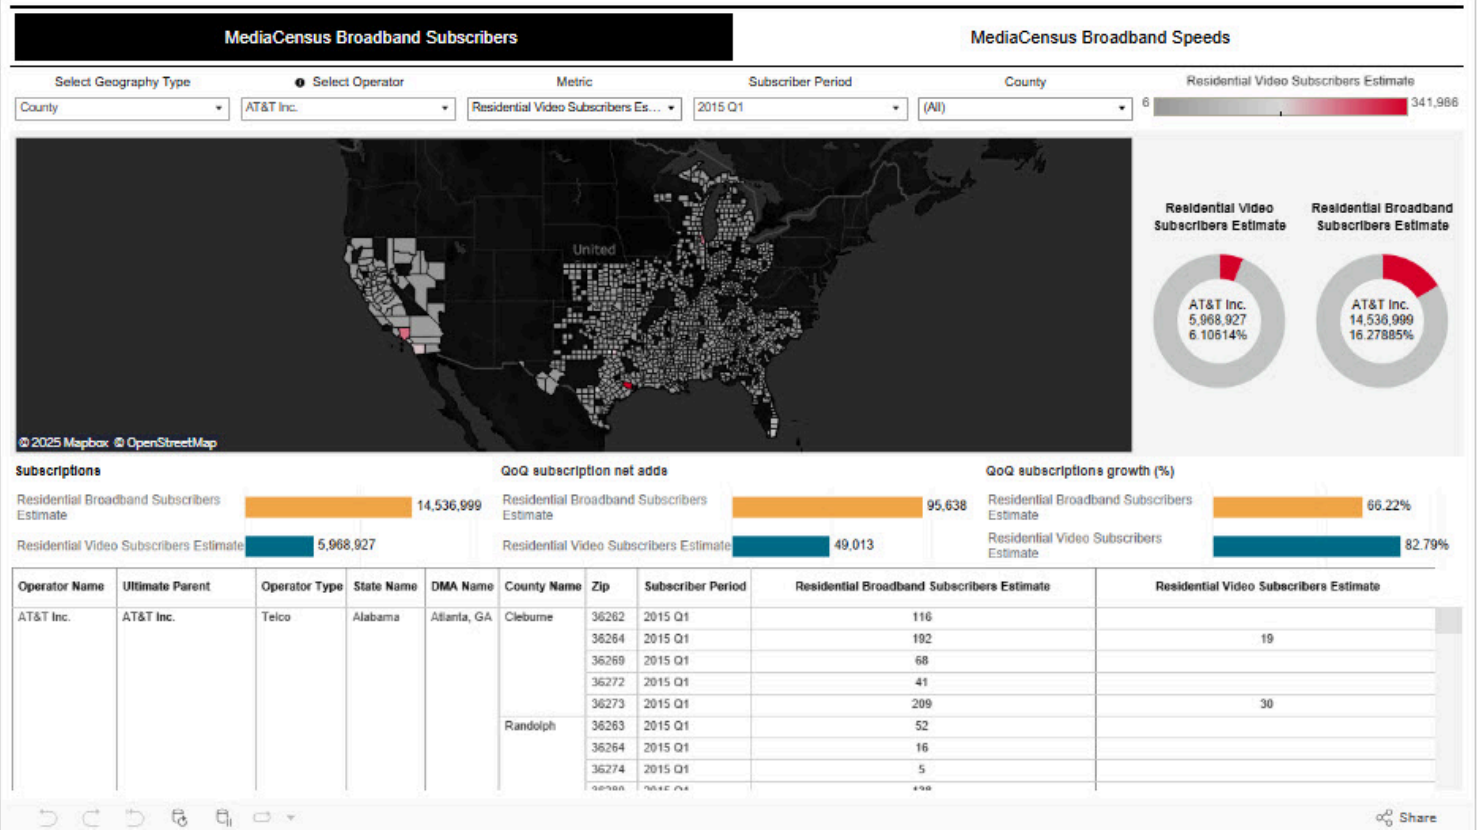 MediaCensus Broadband Subscribers
MediaCensus Broadband Speeds
Select Geography Type
Select Operator
Metric
Subscriber Period
County
Residential Video Subscribers Estimate
County
AT&T Inc.
Residential Video Subscribers Es...
2015 Q1
(All)
6
341,986
United
© 2025 Mapbox © OpenStreetMap
Residential Video
Subscribers Estimate
AT&T Inc.
5,968,927
6.10614%
Residential Broadband
Subscribers Estimate
AT&T Inc.
14,536,999
16.27885%
Subscriptions
Residential Broadband Subscribers
Estimate
14,536,999
Residential Video Subscribers Estimate
5,968,927
QoQ subscription net adds
Residential Broadband Subscribers
Estimate
95,638
Residential Video Subscribers Estimate
49,013
QoQ subscriptions growth (%)
Residential Broadband Subscribers
Estimate
66.22%
Residential Video Subscribers
Estimate
82.79%
Operator Name Ultimate Parent Operator Type State Name DMA Name County Name Zip Subscriber Period Residential Broadband Subscribers Estimate Residential Video Subscribers Estimate
AT&T Inc. AT&T Inc. Telco Alabama Atlanta, GA Cleburne 36262 2015 Q1 116
36264 2015 Q1 192 19
36269 2015 Q1 68
36272 2015 Q1 41
36273 2015 Q1 209 30
Randolph 36263 2015 Q1 52
36264 2015 Q1 16
36274 2015 Q1 5
Share